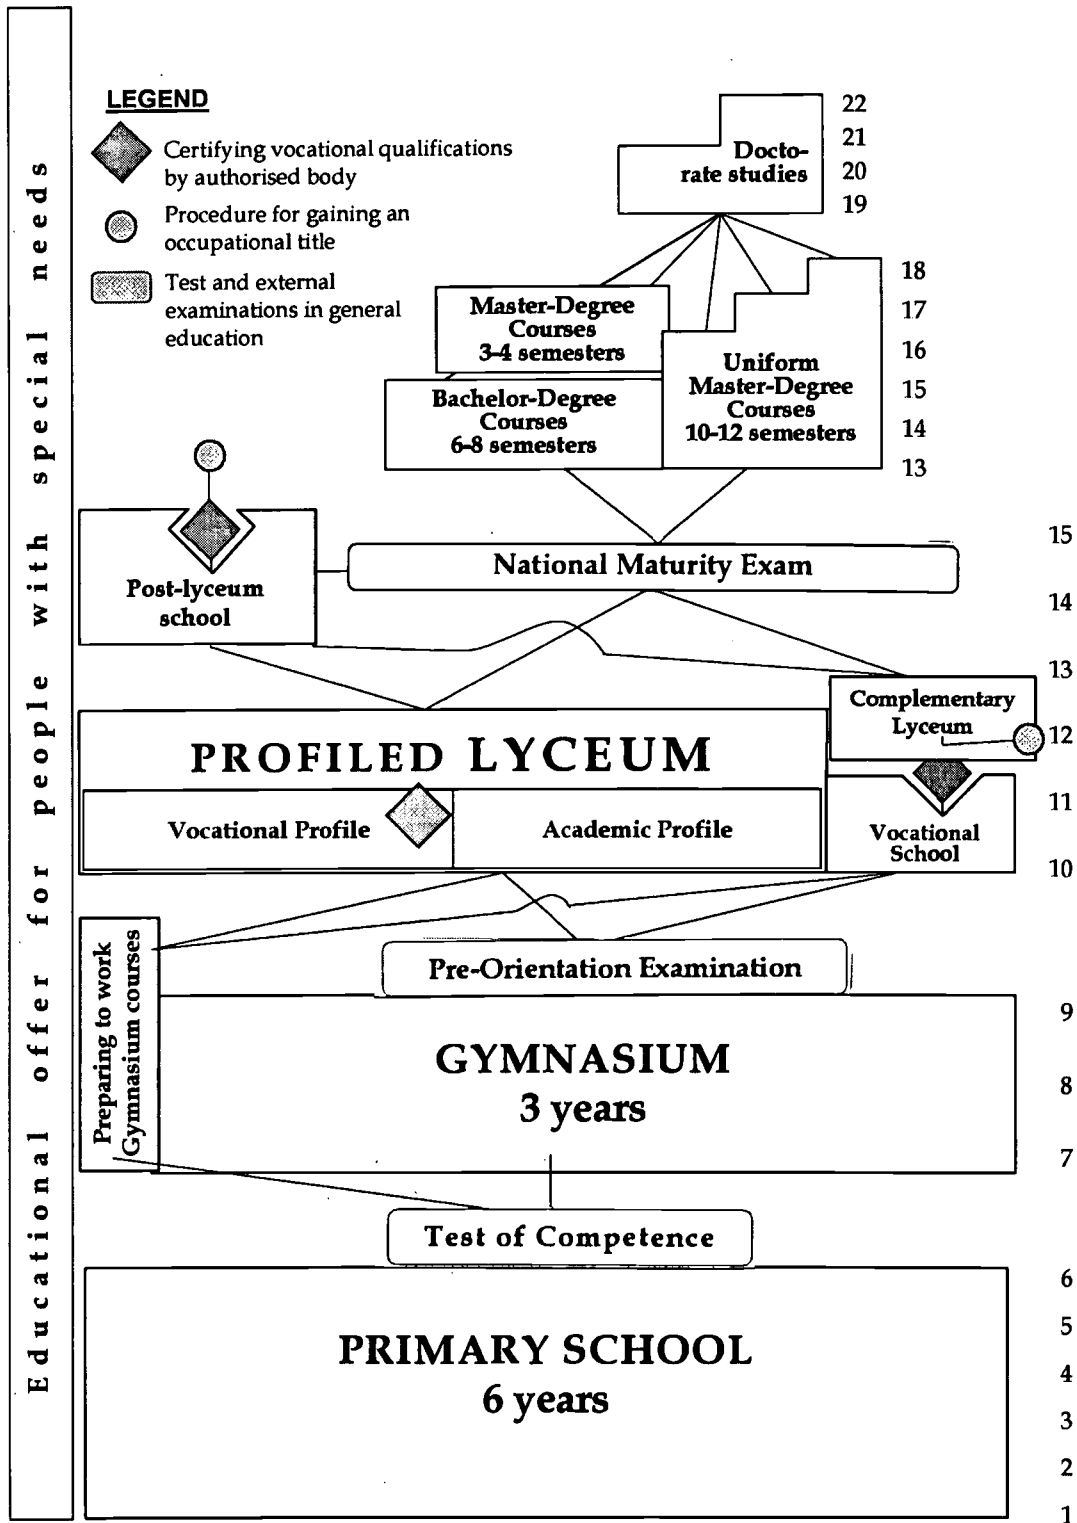 LEGEND
Certifying vocational qualifications
by authorised body
Procedure for gaining an
occupational title
Test and external
examinations in general
education
Educational offer for people with special needs
22
21
20
19
Docto-
rate studies
18
17
16
15
14
13
Master-Degree
Courses
3-4 semesters
Uniform
Master-Degree
Courses
10-12 semesters
Bachelor-Degree
Courses
6-8 semesters
15
National Maturity Exam
Post-lyceum
school
14
13
Complementary
Lyceum
12
PROFILED LYCEUM
11
Vocational Profile
Academic Profile
Vocational
School
10
Preparing to work
Gymnasium courses
Pre-Orientation Examination
9
GYMNASIUM
3 years
8
7
Test of Competence
6
5
PRIMARY SCHOOL
6 years
4
3
2
1